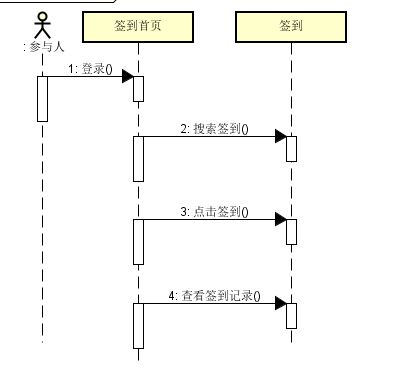 签到首页
签到
: 参与人
1: 登录()
2: 搜索签到()
3: 点击签到()
4: 查看签到记录()